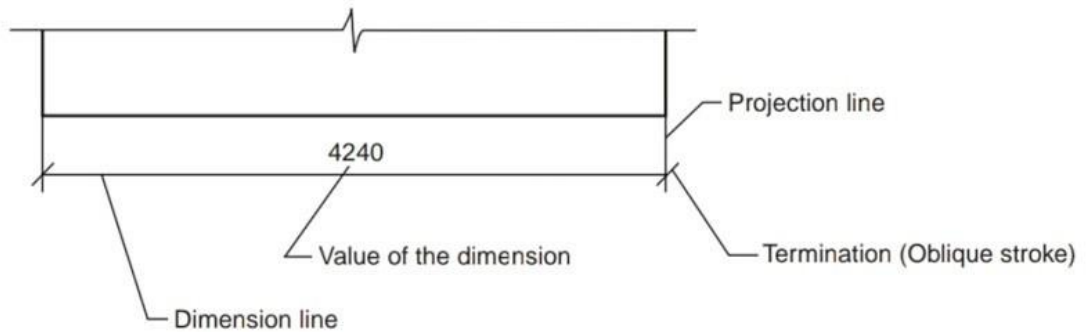 Projection line
4240
Value of the dimension
Termination (Oblique stroke)
Dimension line